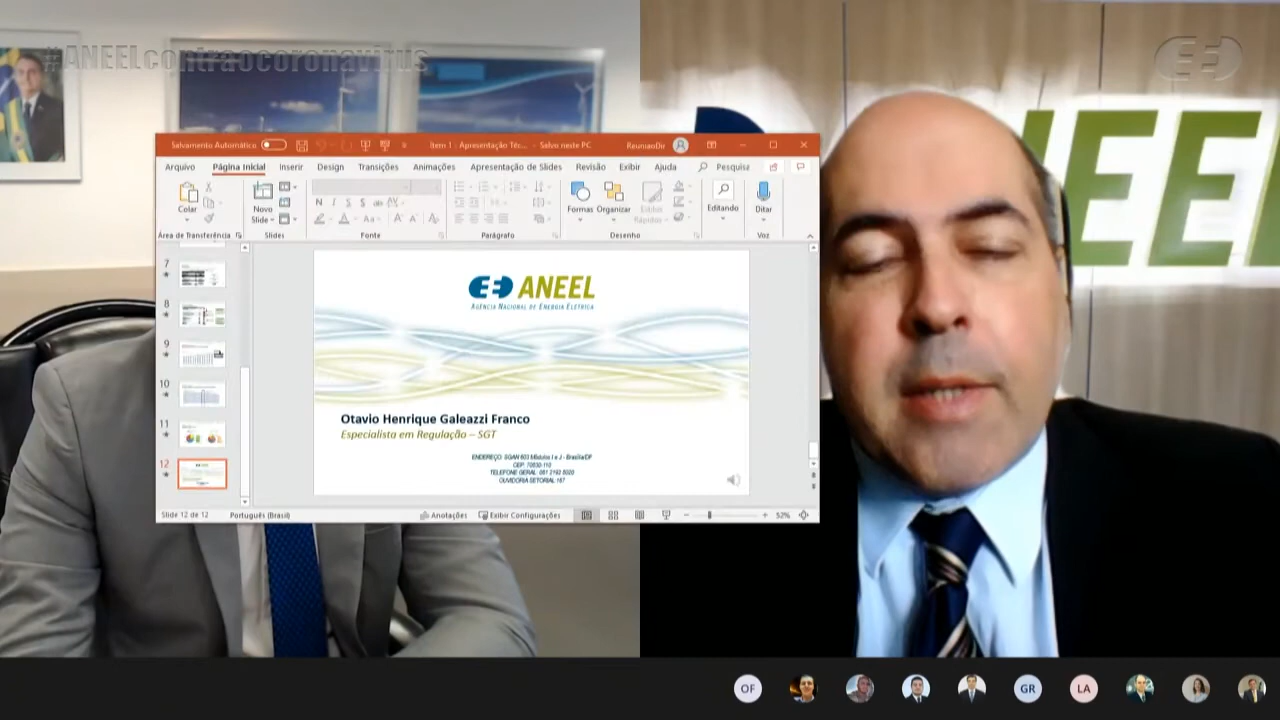 #ANEELcontraocoronavirus
Salvamento Automático
Item 1 : Apresentação Téc... - Salvo neste PC
ReuniaoDir
Arquivo Página Inicial Inserir Design Transições Animações Apresentação de Slides Revisão Exibir Ajuda Pesquisa
Colar
Novo
Slide
Formas Organizar Estilos
Rápidos
Editando
Ditar
Área de Transferência Slides Fonte Parágrafo Desenho Voz
7
8
9
10
11
12
ANEEL
AGÊNCIA NACIONAL DE ENERGIA ELÉTRICA
Otavio Henrique Galeazzi Franco
Especialista em Regulação – SGT
ENDEREÇO: SGAN 603 Módulos I e J - Brasília/DF
CEP: 70830-110
TELEFONE GERAL: 061 2192 8020
OUVIDORIA SETORIAL 167
Slide 12 de 12 Português (Brasil) Anotações Exibir Configurações 52%
NEEL
OF GR LA